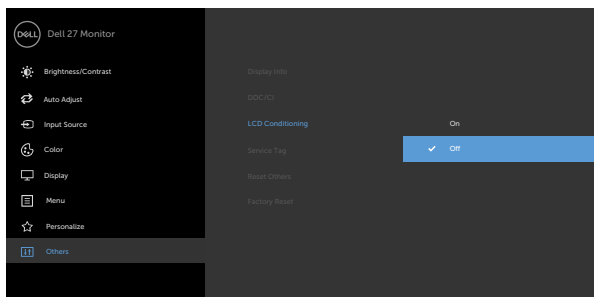 DELL Dell 27 Monitor
Brightness/Contrast
Auto Adjust
Input Source
Color
Display
Menu
Personalize
Others
Display Info
DDC/CI
LCD Conditioning
Service Tag
Reset Others
Factory Reset
On
Off